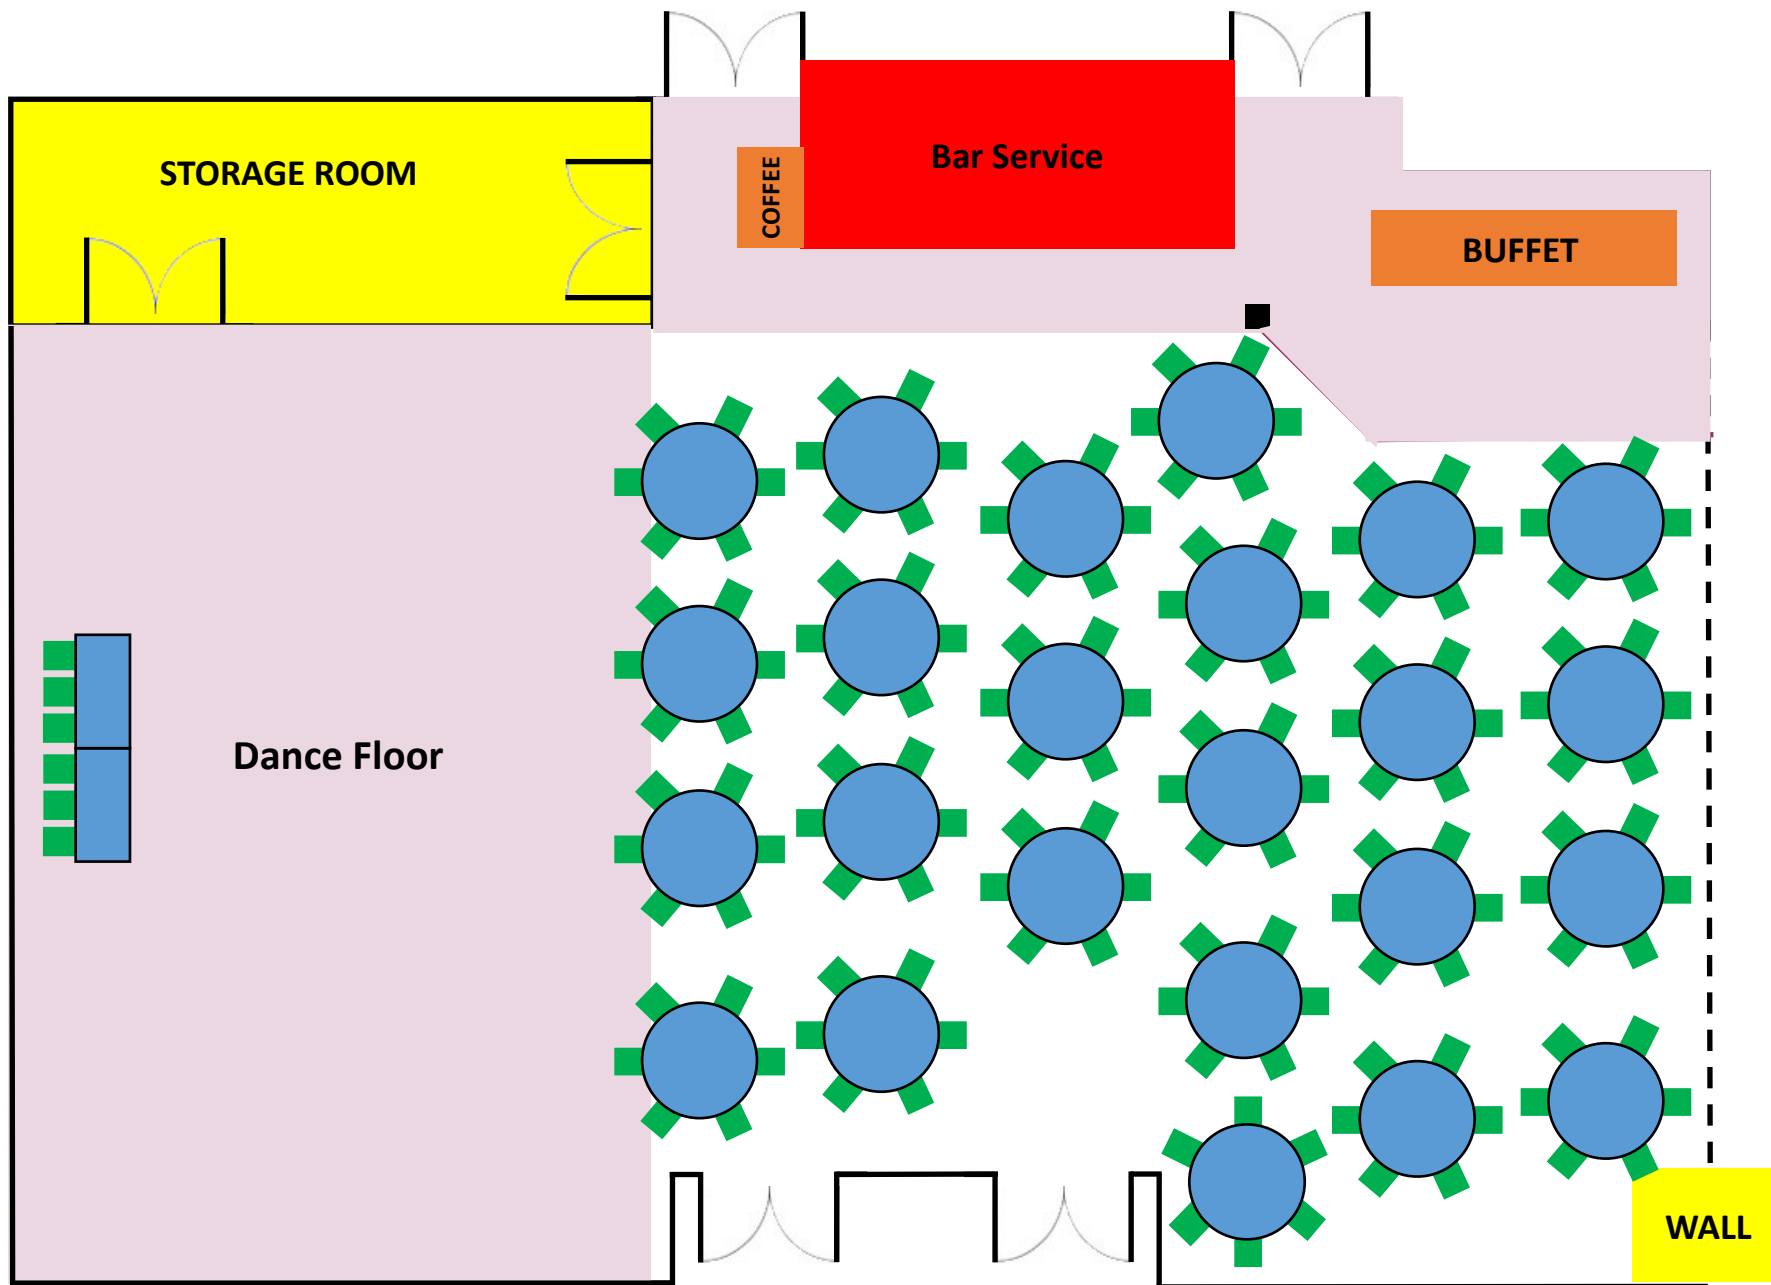 STORAGE ROOM
COFFEE
Bar Service
BUFFET
Dance Floor
WALL